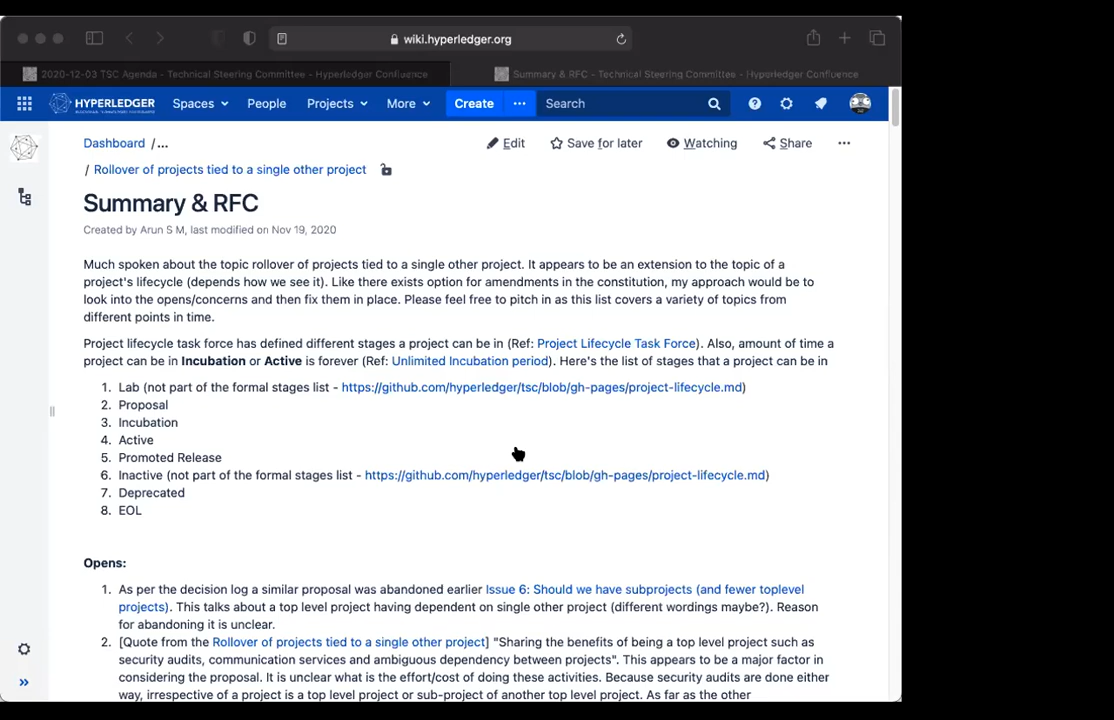 wiki.hyperledger.org
2020-12-03 TSC Agenda - Technical Steering Committee - Hyperledger Confluence
Summary & RFC - Technical Steering Committee - Hyperledger Confluence
HYPERLEDGER Spaces People Projects More Create ... Search
Dashboard /... Edit Save for later Watching Share ...
/ Rollover of projects tied to a single other project
Summary & RFC
Created by Arun S M, last modified on Nov 19, 2020
Much spoken about the topic rollover of projects tied to a single other project. It appears to be an extension to the topic of a
project's lifecycle (depends how we see it). Like there exists option for amendments in the constitution, my approach would be to
look into the opens/concerns and then fix them in place. Please feel free to pitch in as this list covers a variety of topics from
different points in time.
Project lifecycle task force has defined different stages a project can be in (Ref: Project Lifecycle Task Force). Also, amount of time a
project can be in Incubation or Active is forever (Ref: Unlimited Incubation period). Here's the list of stages that a project can be in
1. Lab (not part of the formal stages list - https://github.com/hyperledger/tsc/blob/gh-pages/project-lifecycle.md)
2. Proposal
3. Incubation
4. Active
5. Promoted Release
6. Inactive (not part of the formal stages list - https://github.com/hyperledger/tsc/blob/gh-pages/project-lifecycle.md)
7. Deprecated
8. EOL
Opens:
1. As per the decision log a similar proposal was abandoned earlier Issue 6: Should we have subprojects (and fewer toplevel
projects). This talks about a top level project having dependent on single other project (different wordings maybe?). Reason
for abandoning it is unclear.
2. [Quote from the Rollover of projects tied to a single other project] "Sharing the benefits of being a top level project such as
security audits, communication services and ambiguous dependency between projects". This appears to be a major factor in
considering the proposal. It is unclear what is the effort/cost of doing these activities. Because security audits are done either
way, irrespective of a project is a top level project or sub-project of another top level project. As far as the other